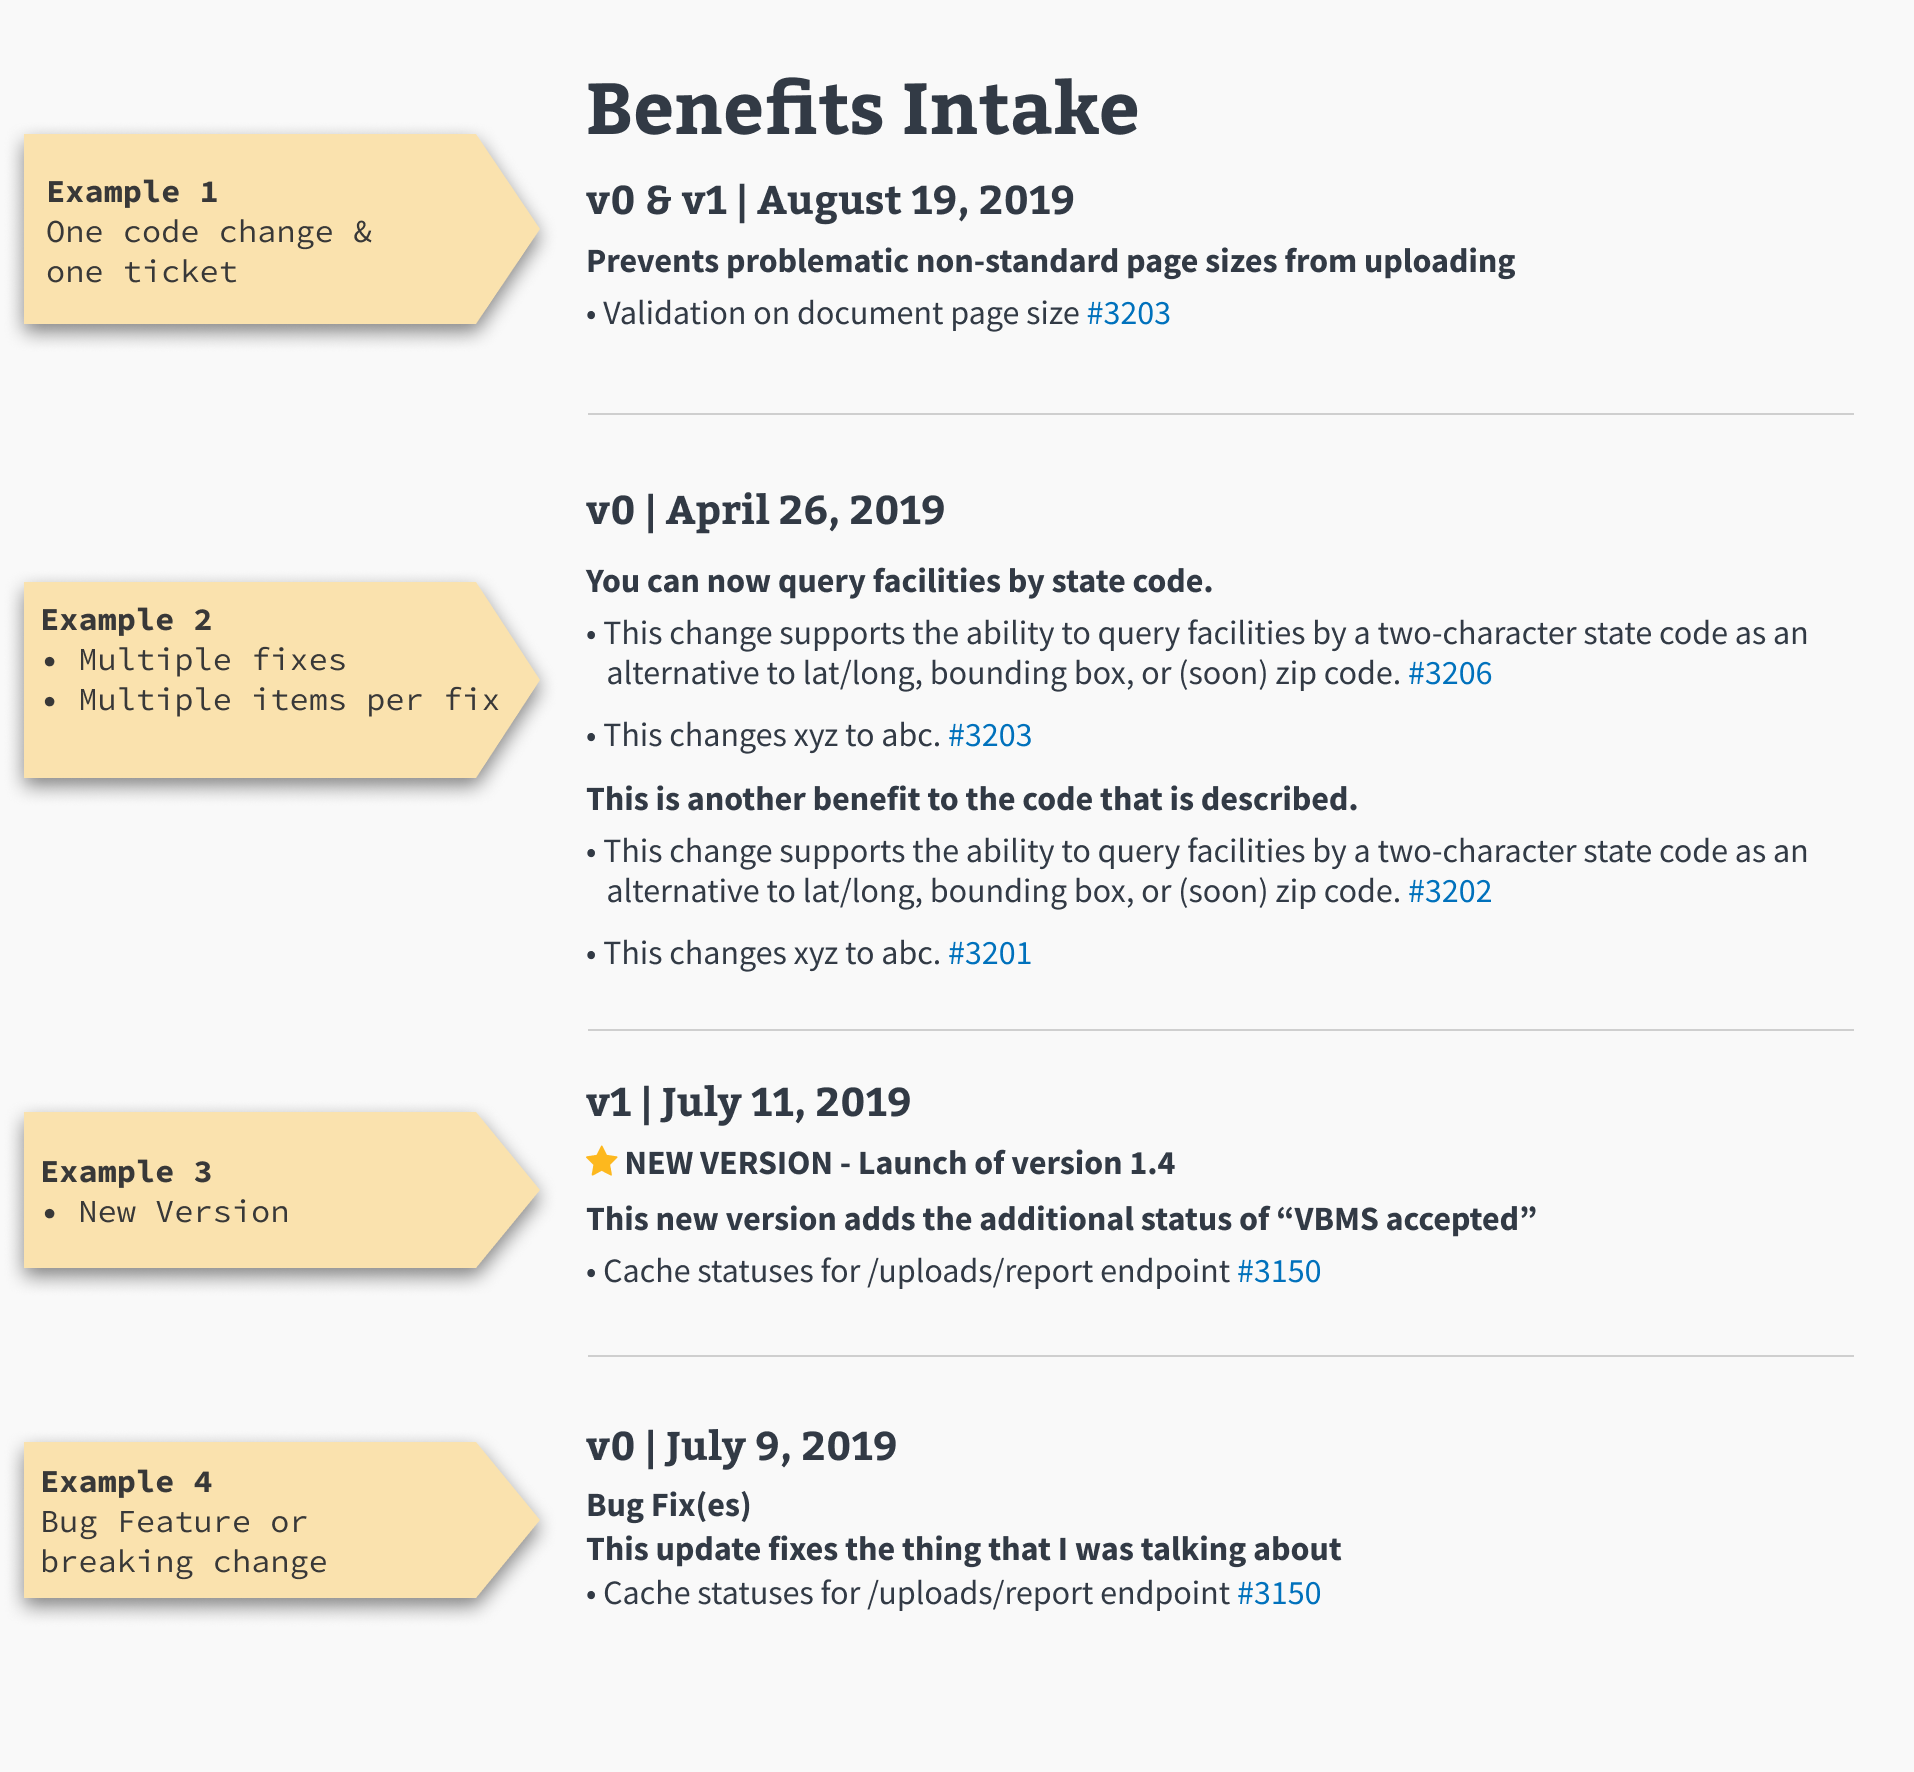 Benefits Intake
Example 1
One code change &
one ticket
v0 & v1 | August 19, 2019
Prevents problematic non-standard page sizes from uploading
• Validation on document page size #3203
v0 | April 26, 2019
Example 2
• Multiple fixes
• Multiple items per fix
You can now query facilities by state code.
• This change supports the ability to query facilities by a two-character state code as an
alternative to lat/long, bounding box, or (soon) zip code. #3206
• This changes xyz to abc. #3203
This is another benefit to the code that is described.
• This change supports the ability to query facilities by a two-character state code as an
alternative to lat/long, bounding box, or (soon) zip code. #3202
• This changes xyz to abc. #3201
Example 3
• New Version
v1 | July 11, 2019
NEW VERSION - Launch of version 1.4
This new version adds the additional status of “VBMS accepted”
• Cache statuses for /uploads/report endpoint #3150
Example 4
Bug Feature or
breaking change
v0 | July 9, 2019
Bug Fix(es)
This update fixes the thing that I was talking about
• Cache statuses for /uploads/report endpoint #3150